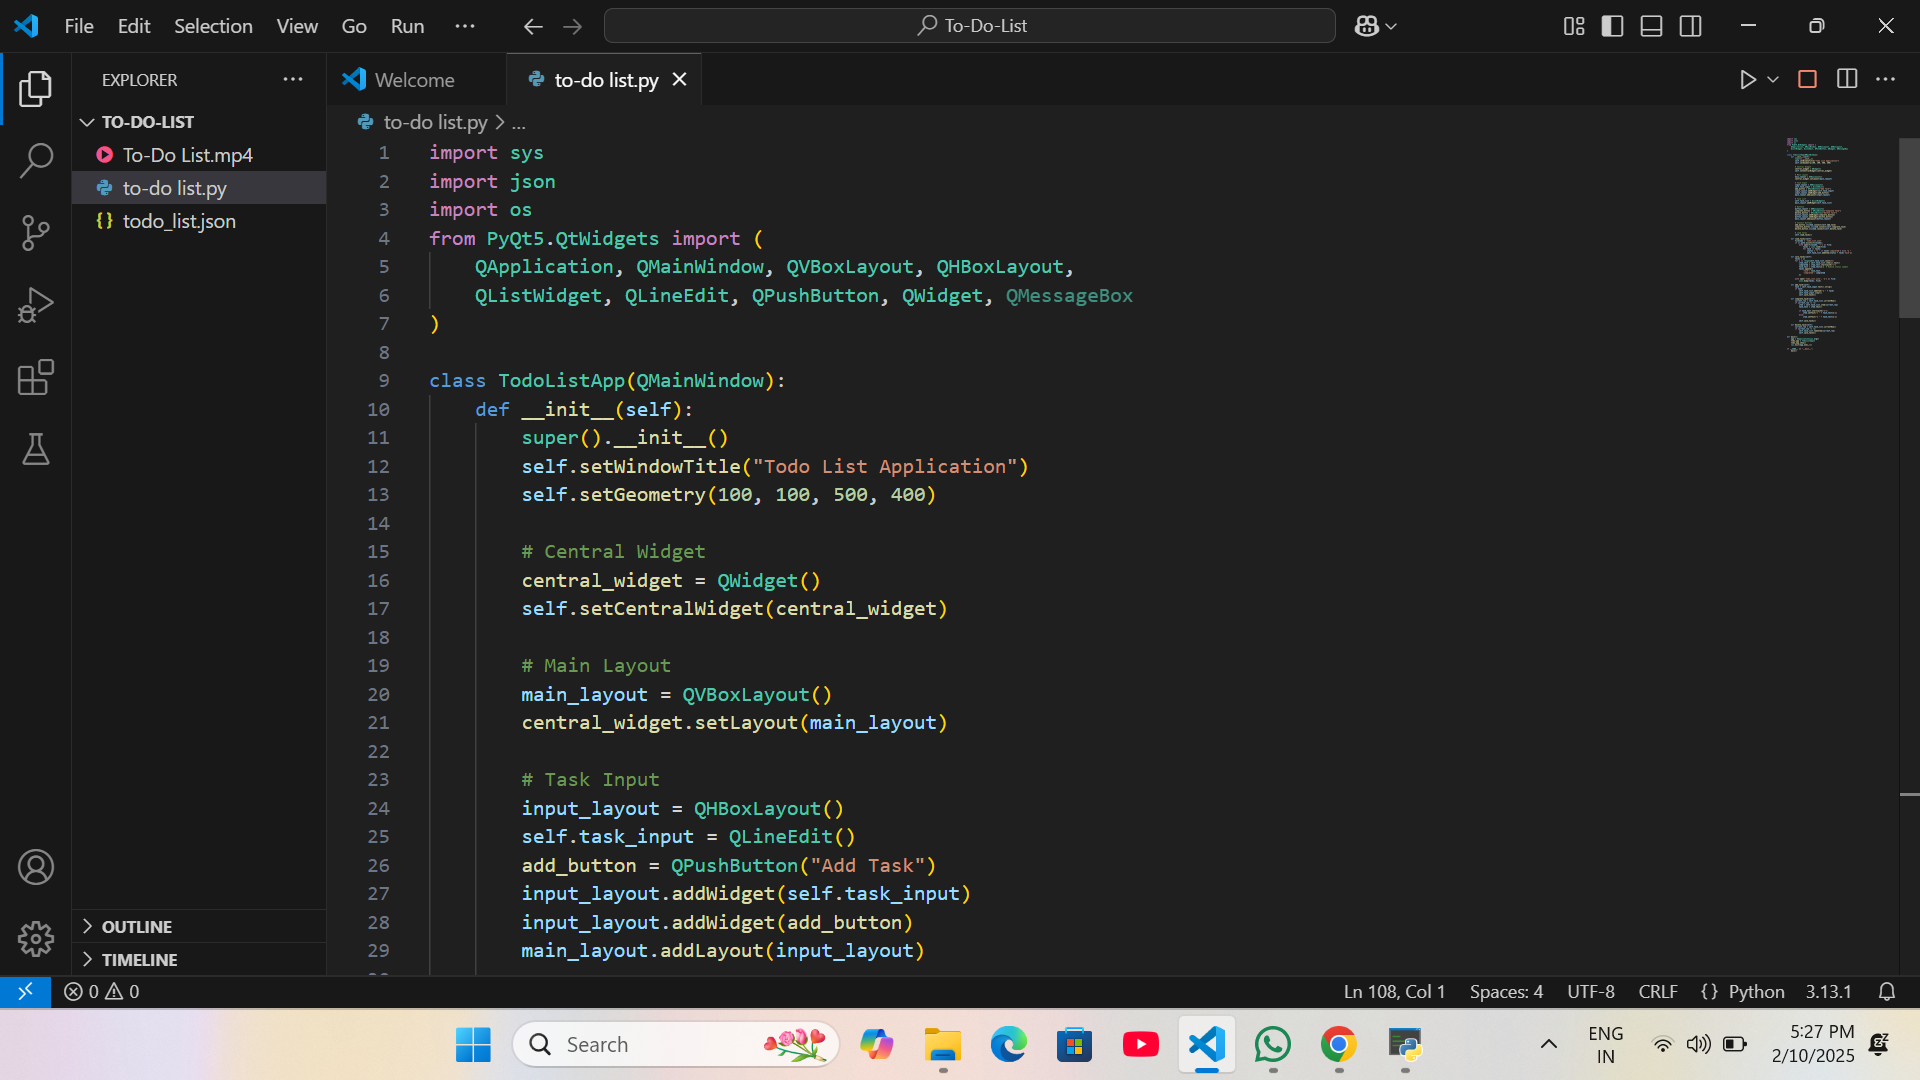 File Edit Selection View Go Run ··· To-Do-List
EXPLORER ···
Welcome
to-do list.py
TO-DO-LIST
To-Do List.mp4
to-do list.py
{} todo_list.json
to-do list.py > ...
1 import sys
2 import json
3 import os
4 from PyQt5.QtWidgets import (
5 QApplication, QMainWindow, QVBoxLayout, QHBoxLayout,
6 QListWidget, QLineEdit, QPushButton, QWidget, QMessageBox
7 )
8
9 class TodoListApp(QMainWindow):
10 def __init__(self):
11 super().__init__()
12 self.setWindowTitle("Todo List Application")
13 self.setGeometry(100, 100, 500, 400)
14
15 # Central Widget
16 central_widget = QWidget()
17 self.setCentralWidget(central_widget)
18
19 # Main Layout
20 main_layout = QVBoxLayout()
21 central_widget.setLayout(main_layout)
22
23 # Task Input
24 input_layout = QHBoxLayout()
25 self.task_input = QLineEdit()
26 add_button = QPushButton("Add Task")
27 input_layout.addWidget(self.task_input)
28 input_layout.addWidget(add_button)
29 main_layout.addLayout(input_layout)
OUTLINE
TIMELINE
0 0
Ln 108, Col 1 Spaces: 4 UTF-8 CRLF {} Python 3.13.1
Search
ENG
IN
5:27 PM
2/10/2025